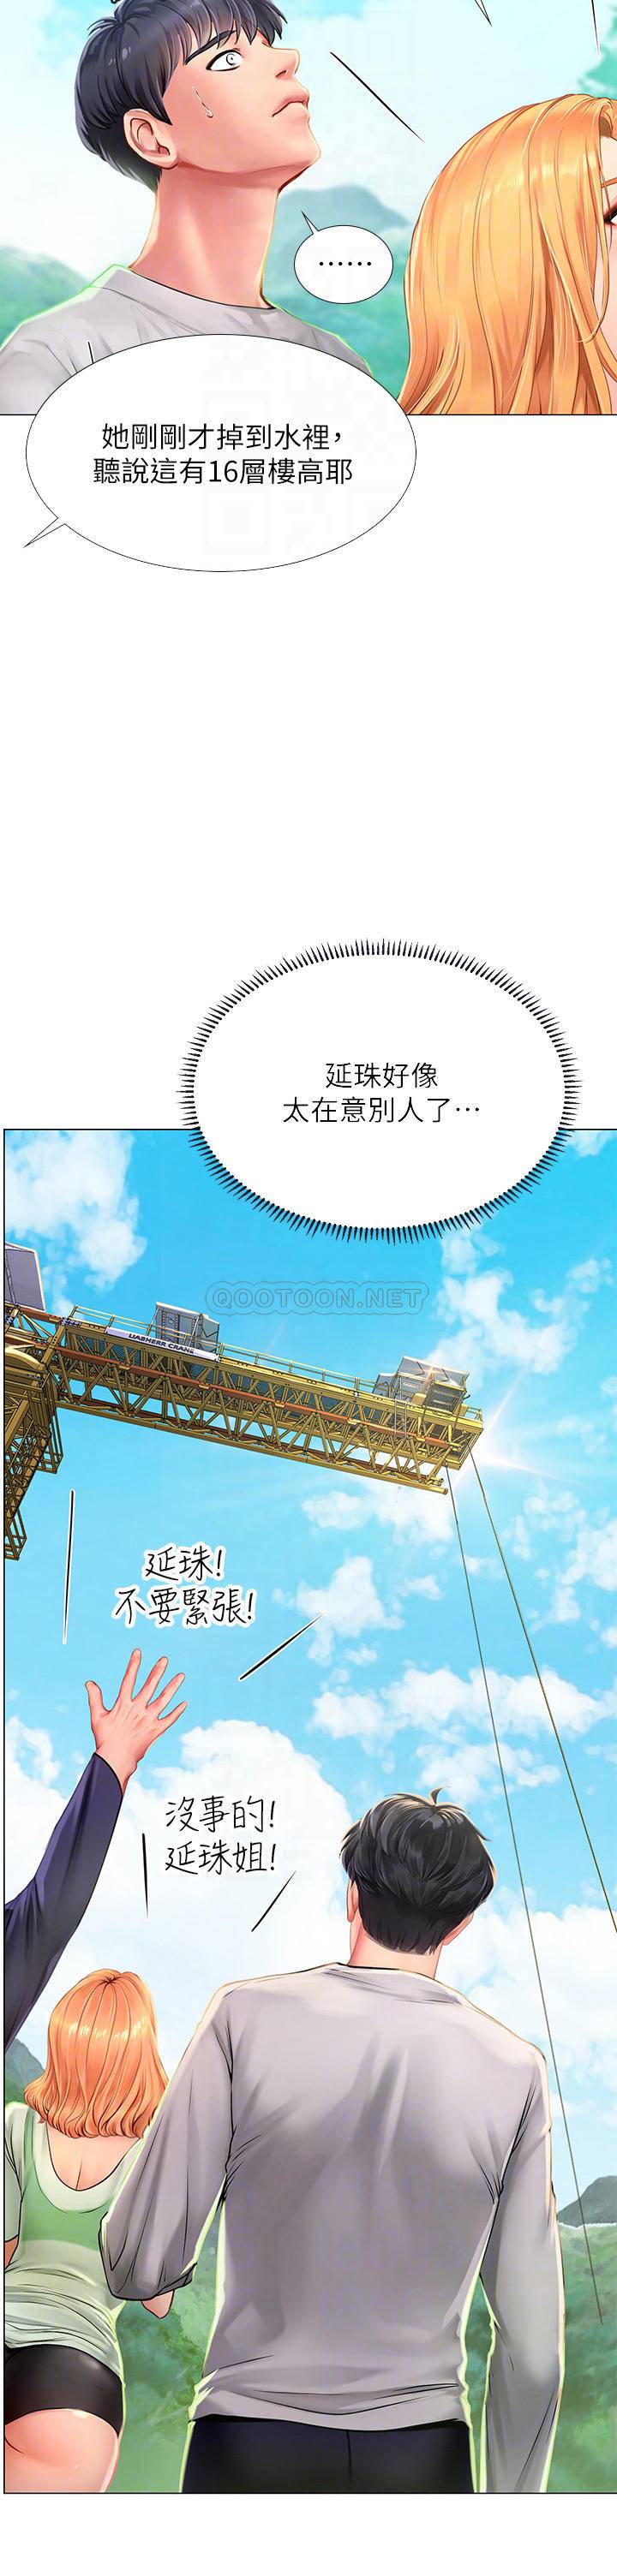 ……
她剛剛才掉到水裡，
聽說這有16層樓高耶
延珠好像
太在意別人了…
QOOTOON.NET
LIABHERR CRANE
延珠！
不要緊張！
沒事的！
延珠姐！